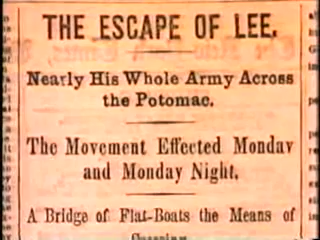 THE ESCAPE OF LEE.
Nearly His Whole Army Across
the Potomac.
The Movement Effected Monday
and Monday Night.
A Bridge of Flat-Boats the Means of